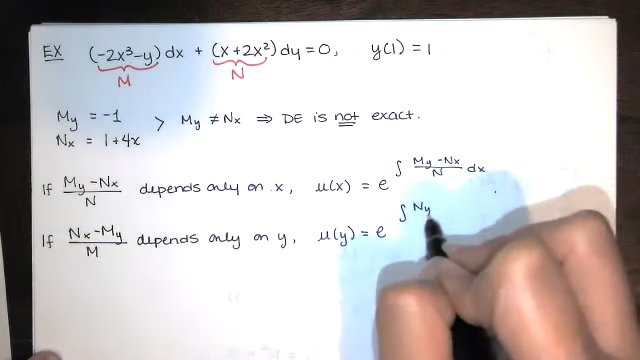 EX (-2x³-y) dx + (x+2x²) dy = 0, y(1) = 1
M N
My = -1
Nx = 1+4x > My ≠ Nx ⇒ DE is not exact.
If My-Nx/N depends only on x, μ(x) = e^∫ My-Nx/N dx
If Nx-My/M depends only on y, μ(y) = e^∫ Ny